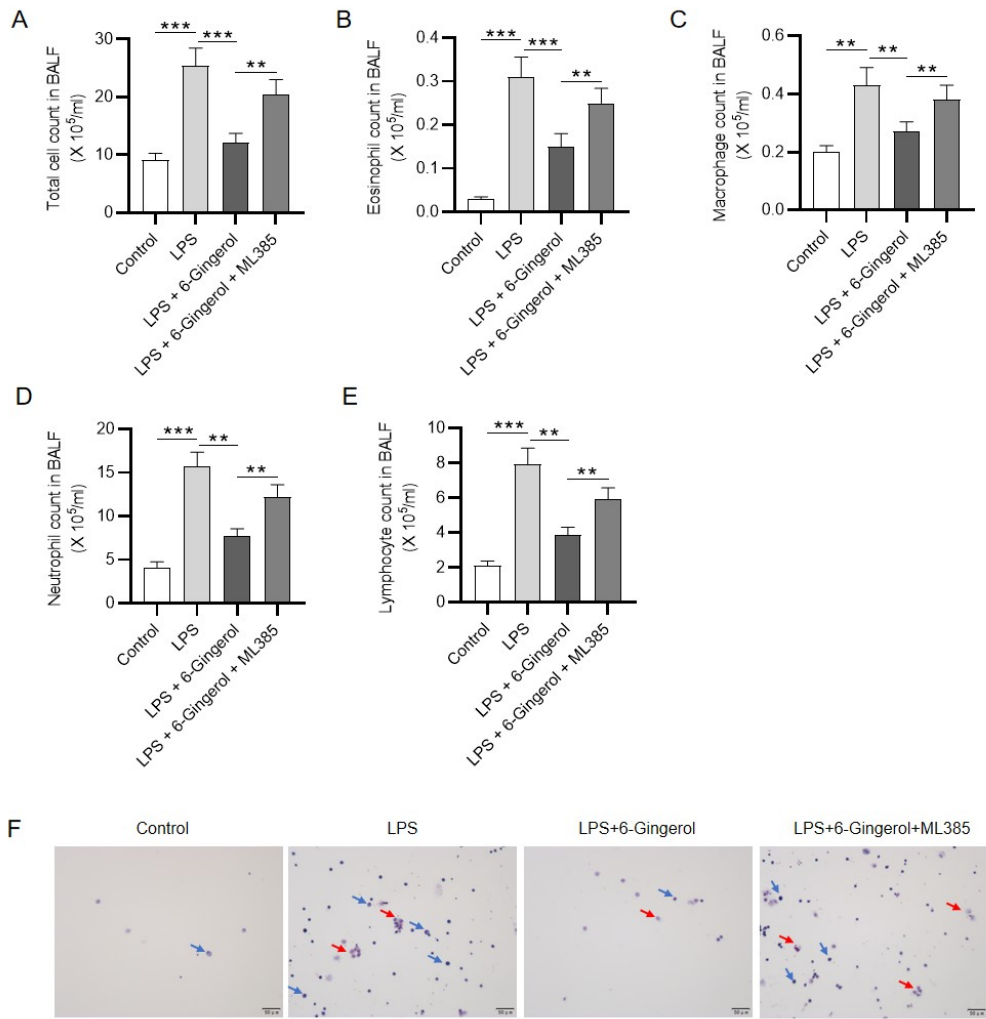 A
Total cell count in BALF
(X 10⁵/ml)
30
20
10
0
***
***
**
Control
LPS
LPS + 6-Gingerol
LPS + 6-Gingerol + ML385
B
Eosinophil count in BALF
(X 10⁵/ml)
0.4
0.3
0.2
0.1
0.0
***
***
**
Control
LPS
LPS + 6-Gingerol
LPS + 6-Gingerol + ML385
C
Macrophage count in BALF
(X 10⁵/ml)
0.6
0.4
0.2
0.0
**
**
**
Control
LPS
LPS + 6-Gingerol
LPS + 6-Gingerol + ML385
D
Neutrophil count in BALF
(X 10⁵/ml)
20
15
10
5
0
***
**
**
Control
LPS
LPS + 6-Gingerol
LPS + 6-Gingerol + ML385
E
Lymphocyte count in BALF
(X 10⁵/ml)
10
8
6
4
2
0
***
**
**
Control
LPS
LPS + 6-Gingerol
LPS + 6-Gingerol + ML385
F
Control
LPS
LPS+6-Gingerol
LPS+6-Gingerol+ML385